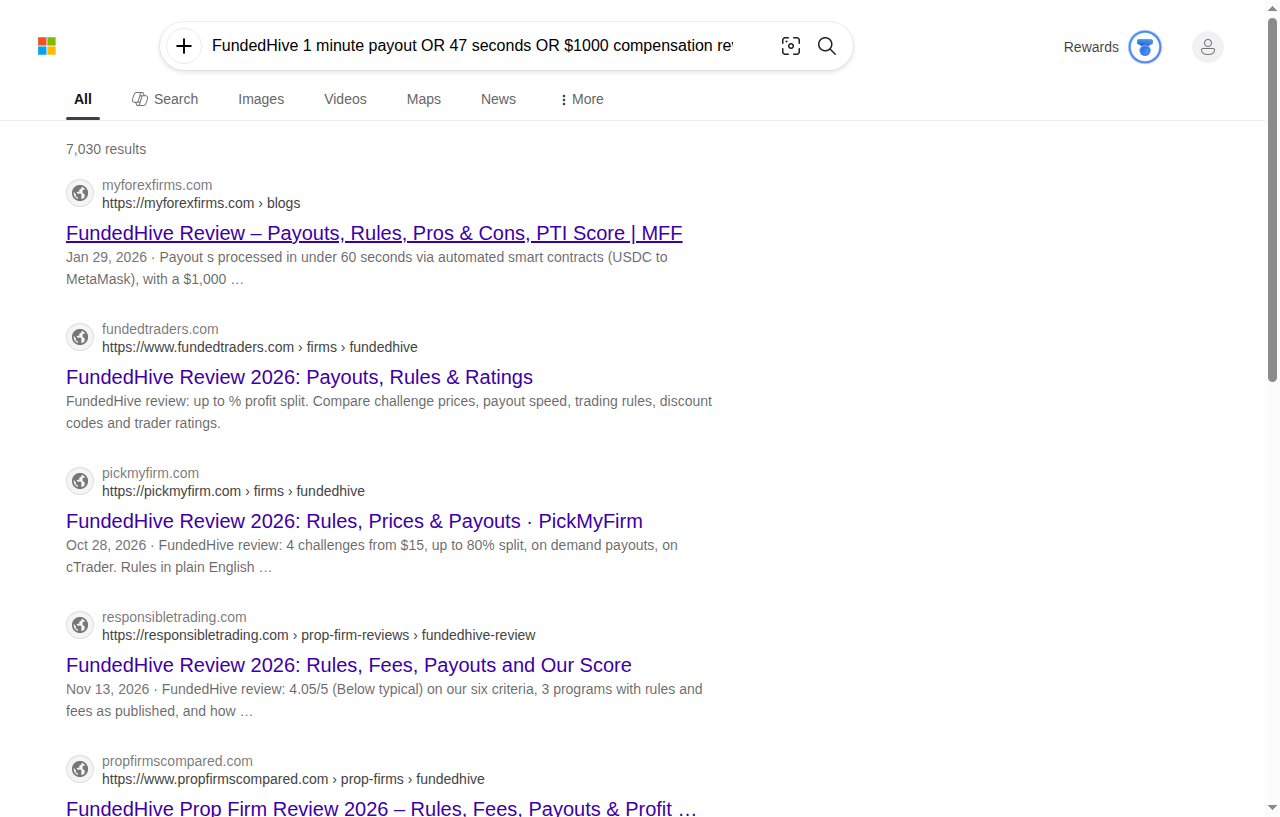 FundedHive 1 minute payout OR 47 seconds OR $1000 compensation
Rewards
All
Search
Images
Videos
Maps
News
More
7,030 results
myforexfirms.com
https://myforexfirms.com › blogs
FundedHive Review – Payouts, Rules, Pros & Cons, PTI Score | MFF
Jan 29, 2026 · Payout s processed in under 60 seconds via automated smart contracts (USDC to
MetaMask), with a $1,000 …
fundedtraders.com
https://www.fundedtraders.com › firms › fundedhive
FundedHive Review 2026: Payouts, Rules & Ratings
FundedHive review: up to % profit split. Compare challenge prices, payout speed, trading rules, discount
codes and trader ratings.
pickmyfirm.com
https://pickmyfirm.com › firms › fundedhive
FundedHive Review 2026: Rules, Prices & Payouts · PickMyFirm
Oct 28, 2026 · FundedHive review: 4 challenges from $15, up to 80% split, on demand payouts, on
cTrader. Rules in plain English …
responsibletrading.com
https://responsibletrading.com › prop-firm-reviews › fundedhive-review
FundedHive Review 2026: Rules, Fees, Payouts and Our Score
Nov 13, 2026 · FundedHive review: 4.05/5 (Below typical) on our six criteria, 3 programs with rules and
fees as published, and how …
propfirmscompared.com
https://www.propfirmscompared.com › prop-firms › fundedhive
FundedHive Prop Firm Review 2026 – Rules, Fees, Payouts & Profit …